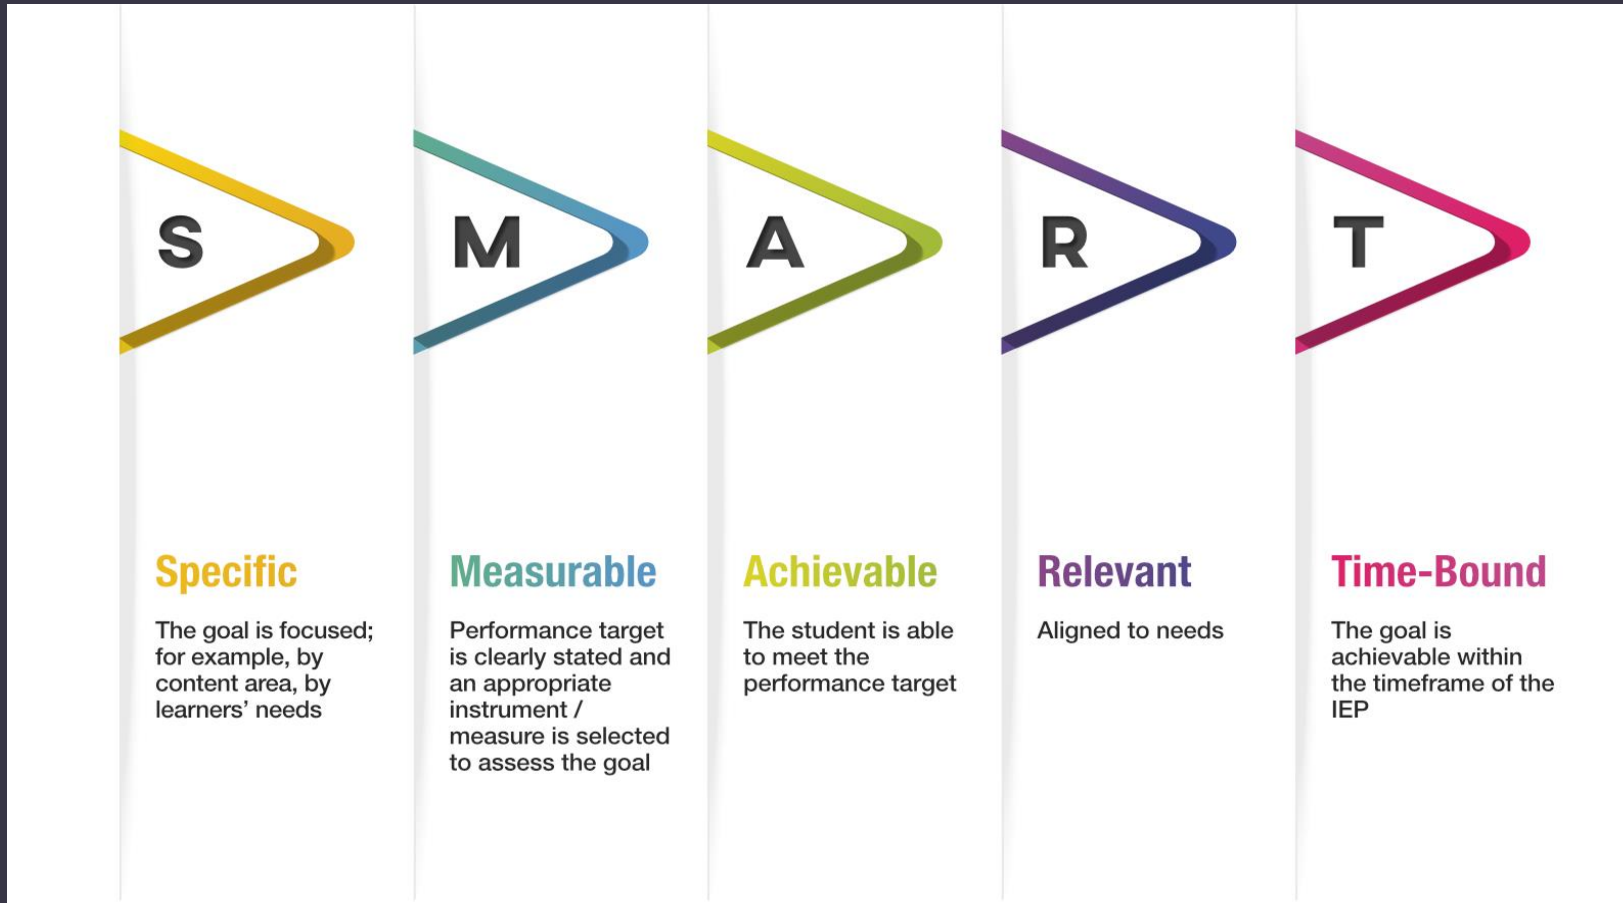 S
M
A
R
T
Specific
The goal is focused;
for example, by
content area, by
learners’ needs
Measurable
Performance target
is clearly stated and
an appropriate
instrument /
measure is selected
to assess the goal
Achievable
The student is able
to meet the
performance target
Relevant
Aligned to needs
Time-Bound
The goal is
achievable within
the timeframe of the
IEP